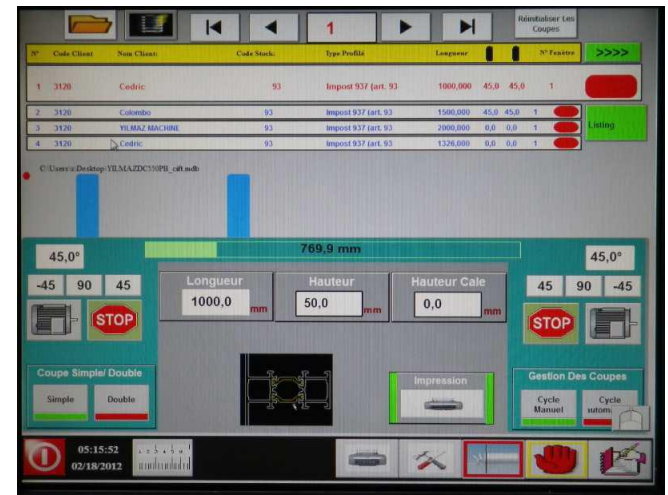 Réinitialiser Les
Coupes
1
N° Code Client Nom Client: Code Stock: Type Profilé Longueur N° Fenêtre >>>>
1 3120 Cedric 93 Impost 937 (art. 93 1000,000 45,0 45,0 1
2 3120 Colombo 93 Impost 937 (art. 93 1500,000 45,0 45,0 1
3 3120 YILMAZ MACHINE 93 Impost 937 (art. 93 2000,000 0,0 0,0 1
4 3120 Cedric 93 Impost 937 (art. 93 1326,000 0,0 0,0 1
Listing
769,9 mm
45,0° 45,0°
-45 90 45 45 90 -45
Longueur Hauteur Hauteur Cale
1000,0 mm 50,0 mm 0,0 mm
STOP STOP
Coupe Simple/ Double
Simple Double
Impression
Gestion Des Coupes
Cycle
Manuel
Cycle
05:15:52
02/18/2012